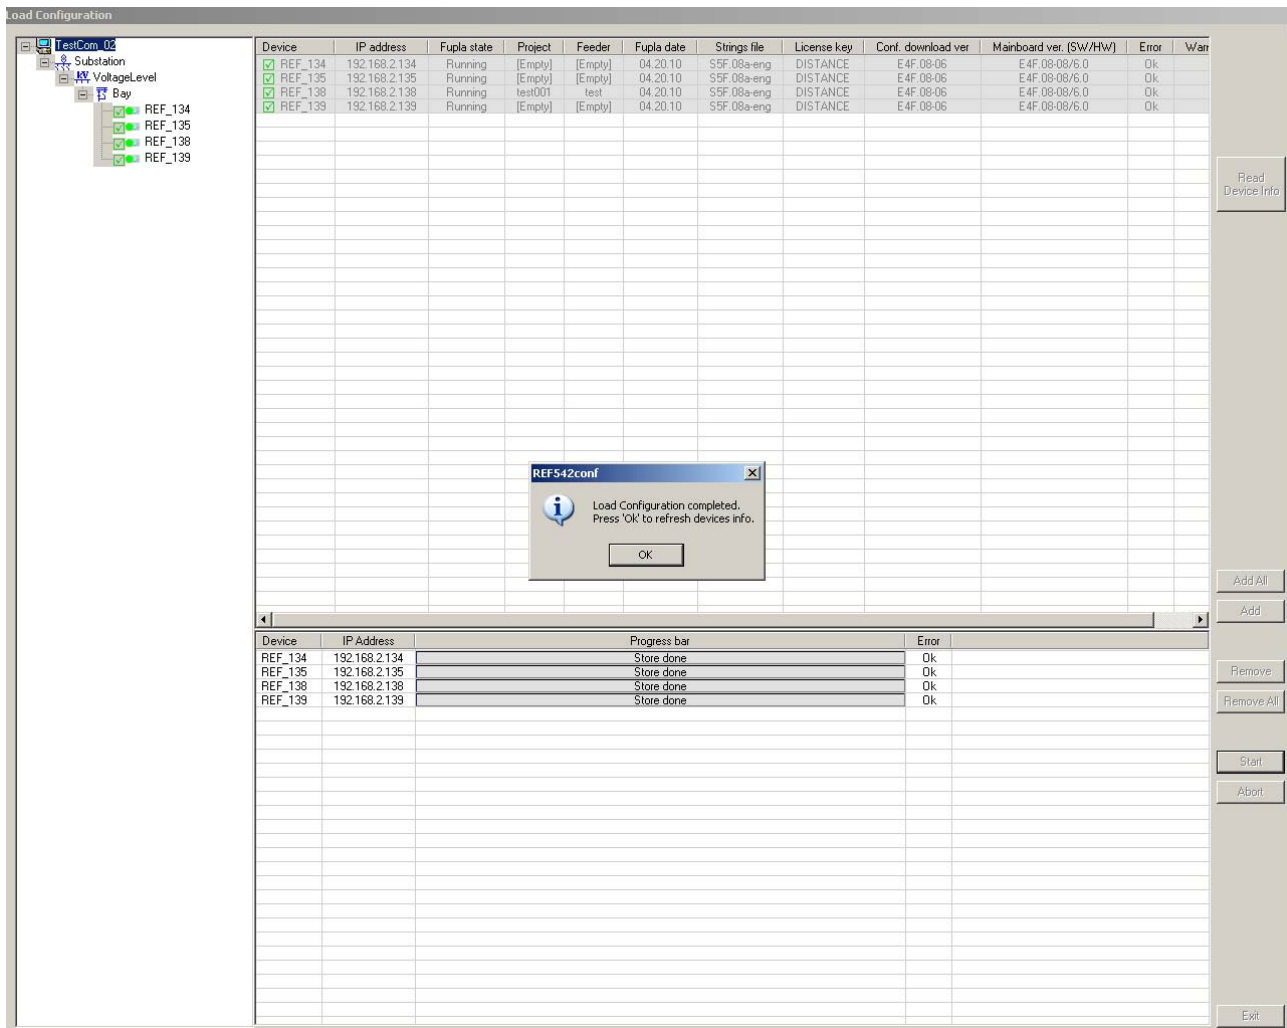 Load Configuration
TestCom_02
Substation
VoltageLevel
Bay
REF_134
REF_135
REF_138
REF_139
Device IP address Fupla state Project Feeder Fupla date Strings file License key Conf. download ver Mainboard ver. (SW/HW) Error Warr
REF_134 192.168.2.134 Running [Empty] [Empty] 04.20.10 S5F.08a-eng DISTANCE E4F.08-06 E4F.08-08/6.0 Ok
REF_135 192.168.2.135 Running [Empty] [Empty] 04.20.10 S5F.08a-eng DISTANCE E4F.08-06 E4F.08-08/6.0 Ok
REF_138 192.168.2.138 Running test001 test 04.20.10 S5F.08a-eng DISTANCE E4F.08-06 E4F.08-08/6.0 Ok
REF_139 192.168.2.139 Running [Empty] [Empty] 04.20.10 S5F.08a-eng DISTANCE E4F.08-06 E4F.08-08/6.0 Ok
Read
Device Info
REF542conf
Load Configuration completed.
Press 'Ok' to refresh devices info.
OK
Add All
Add
Device IP Address Progress bar Error
REF_134 192.168.2.134 Store done Ok
REF_135 192.168.2.135 Store done Ok
REF_138 192.168.2.138 Store done Ok
REF_139 192.168.2.139 Store done Ok
Remove
Remove All
Start
Abort
Exit